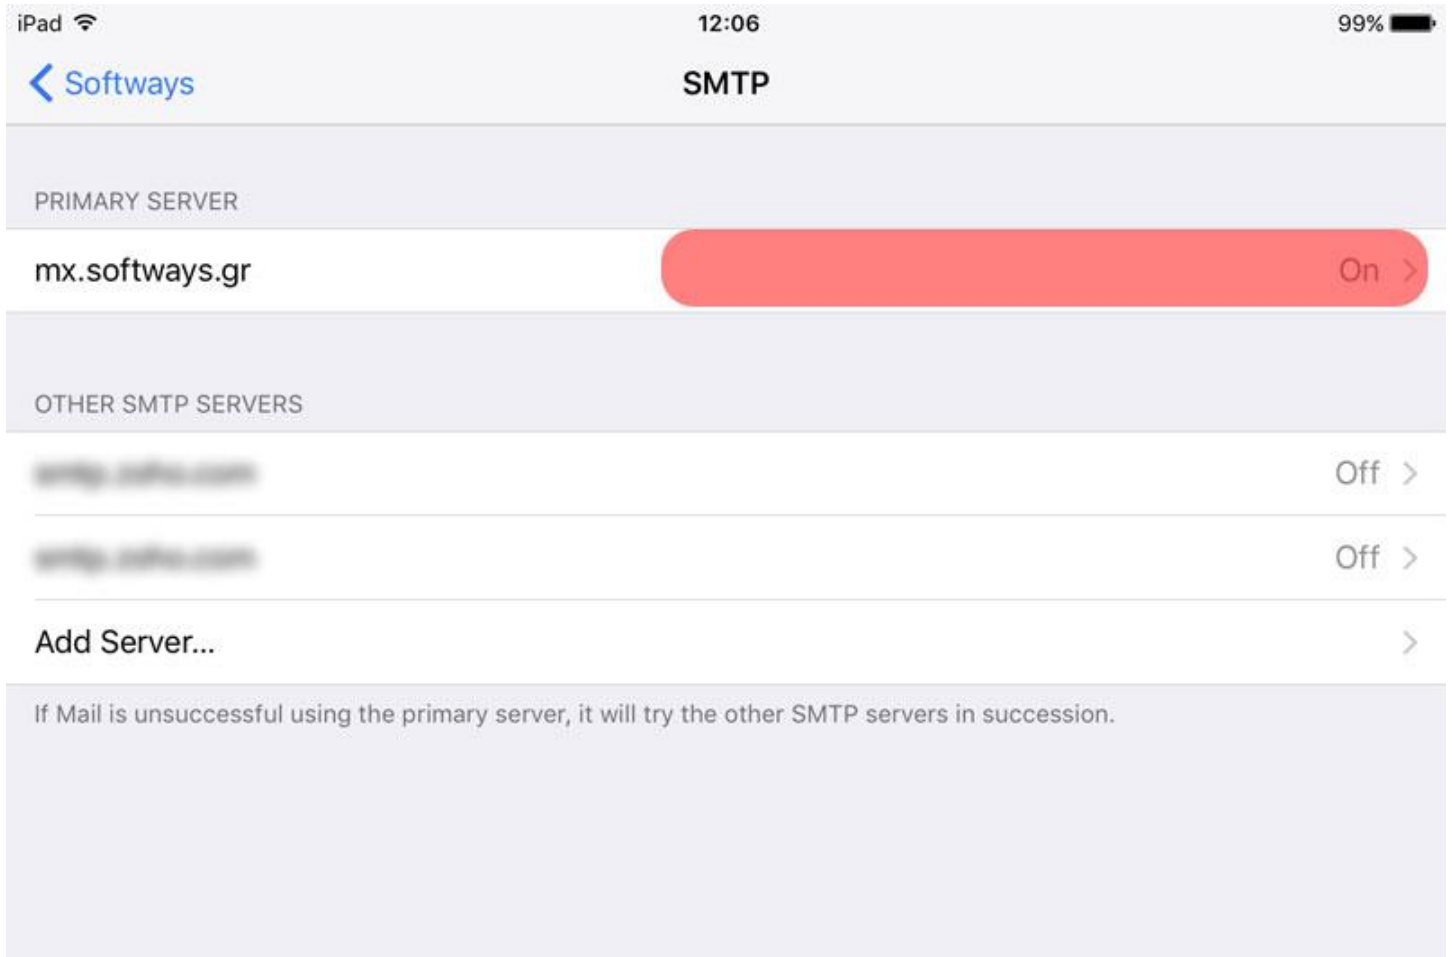 iPad 12:06 99%
Softways SMTP
PRIMARY SERVER
mx.softways.gr On
OTHER SMTP SERVERS
Off
Off
Add Server...
If Mail is unsuccessful using the primary server, it will try the other SMTP servers in succession.